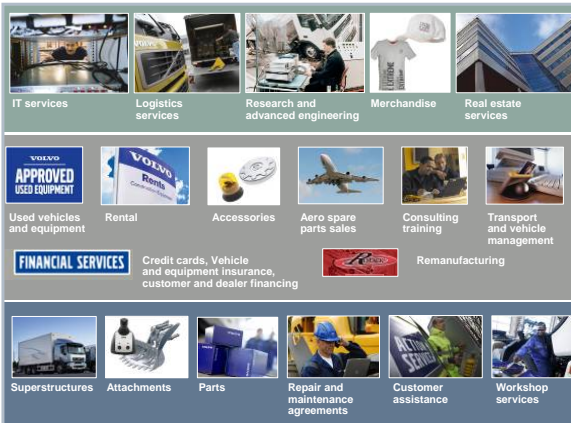 IT services
Logistics
services
Research and
advanced engineering
Merchandise
Real estate
services
VOLVO
APPROVED
USED EQUIPMENT
VOLVO
Rents
Used vehicles
and equipment
Rental
Accessories
Aero spare
parts sales
Consulting
training
Transport
and vehicle
management
FINANCIAL SERVICES
Credit cards, Vehicle
and equipment insurance,
customer and dealer financing
Remanufacturing
ACTION
SERVICE
Superstructures
Attachments
Parts
Repair and
maintenance
agreements
Customer
assistance
Workshop
services